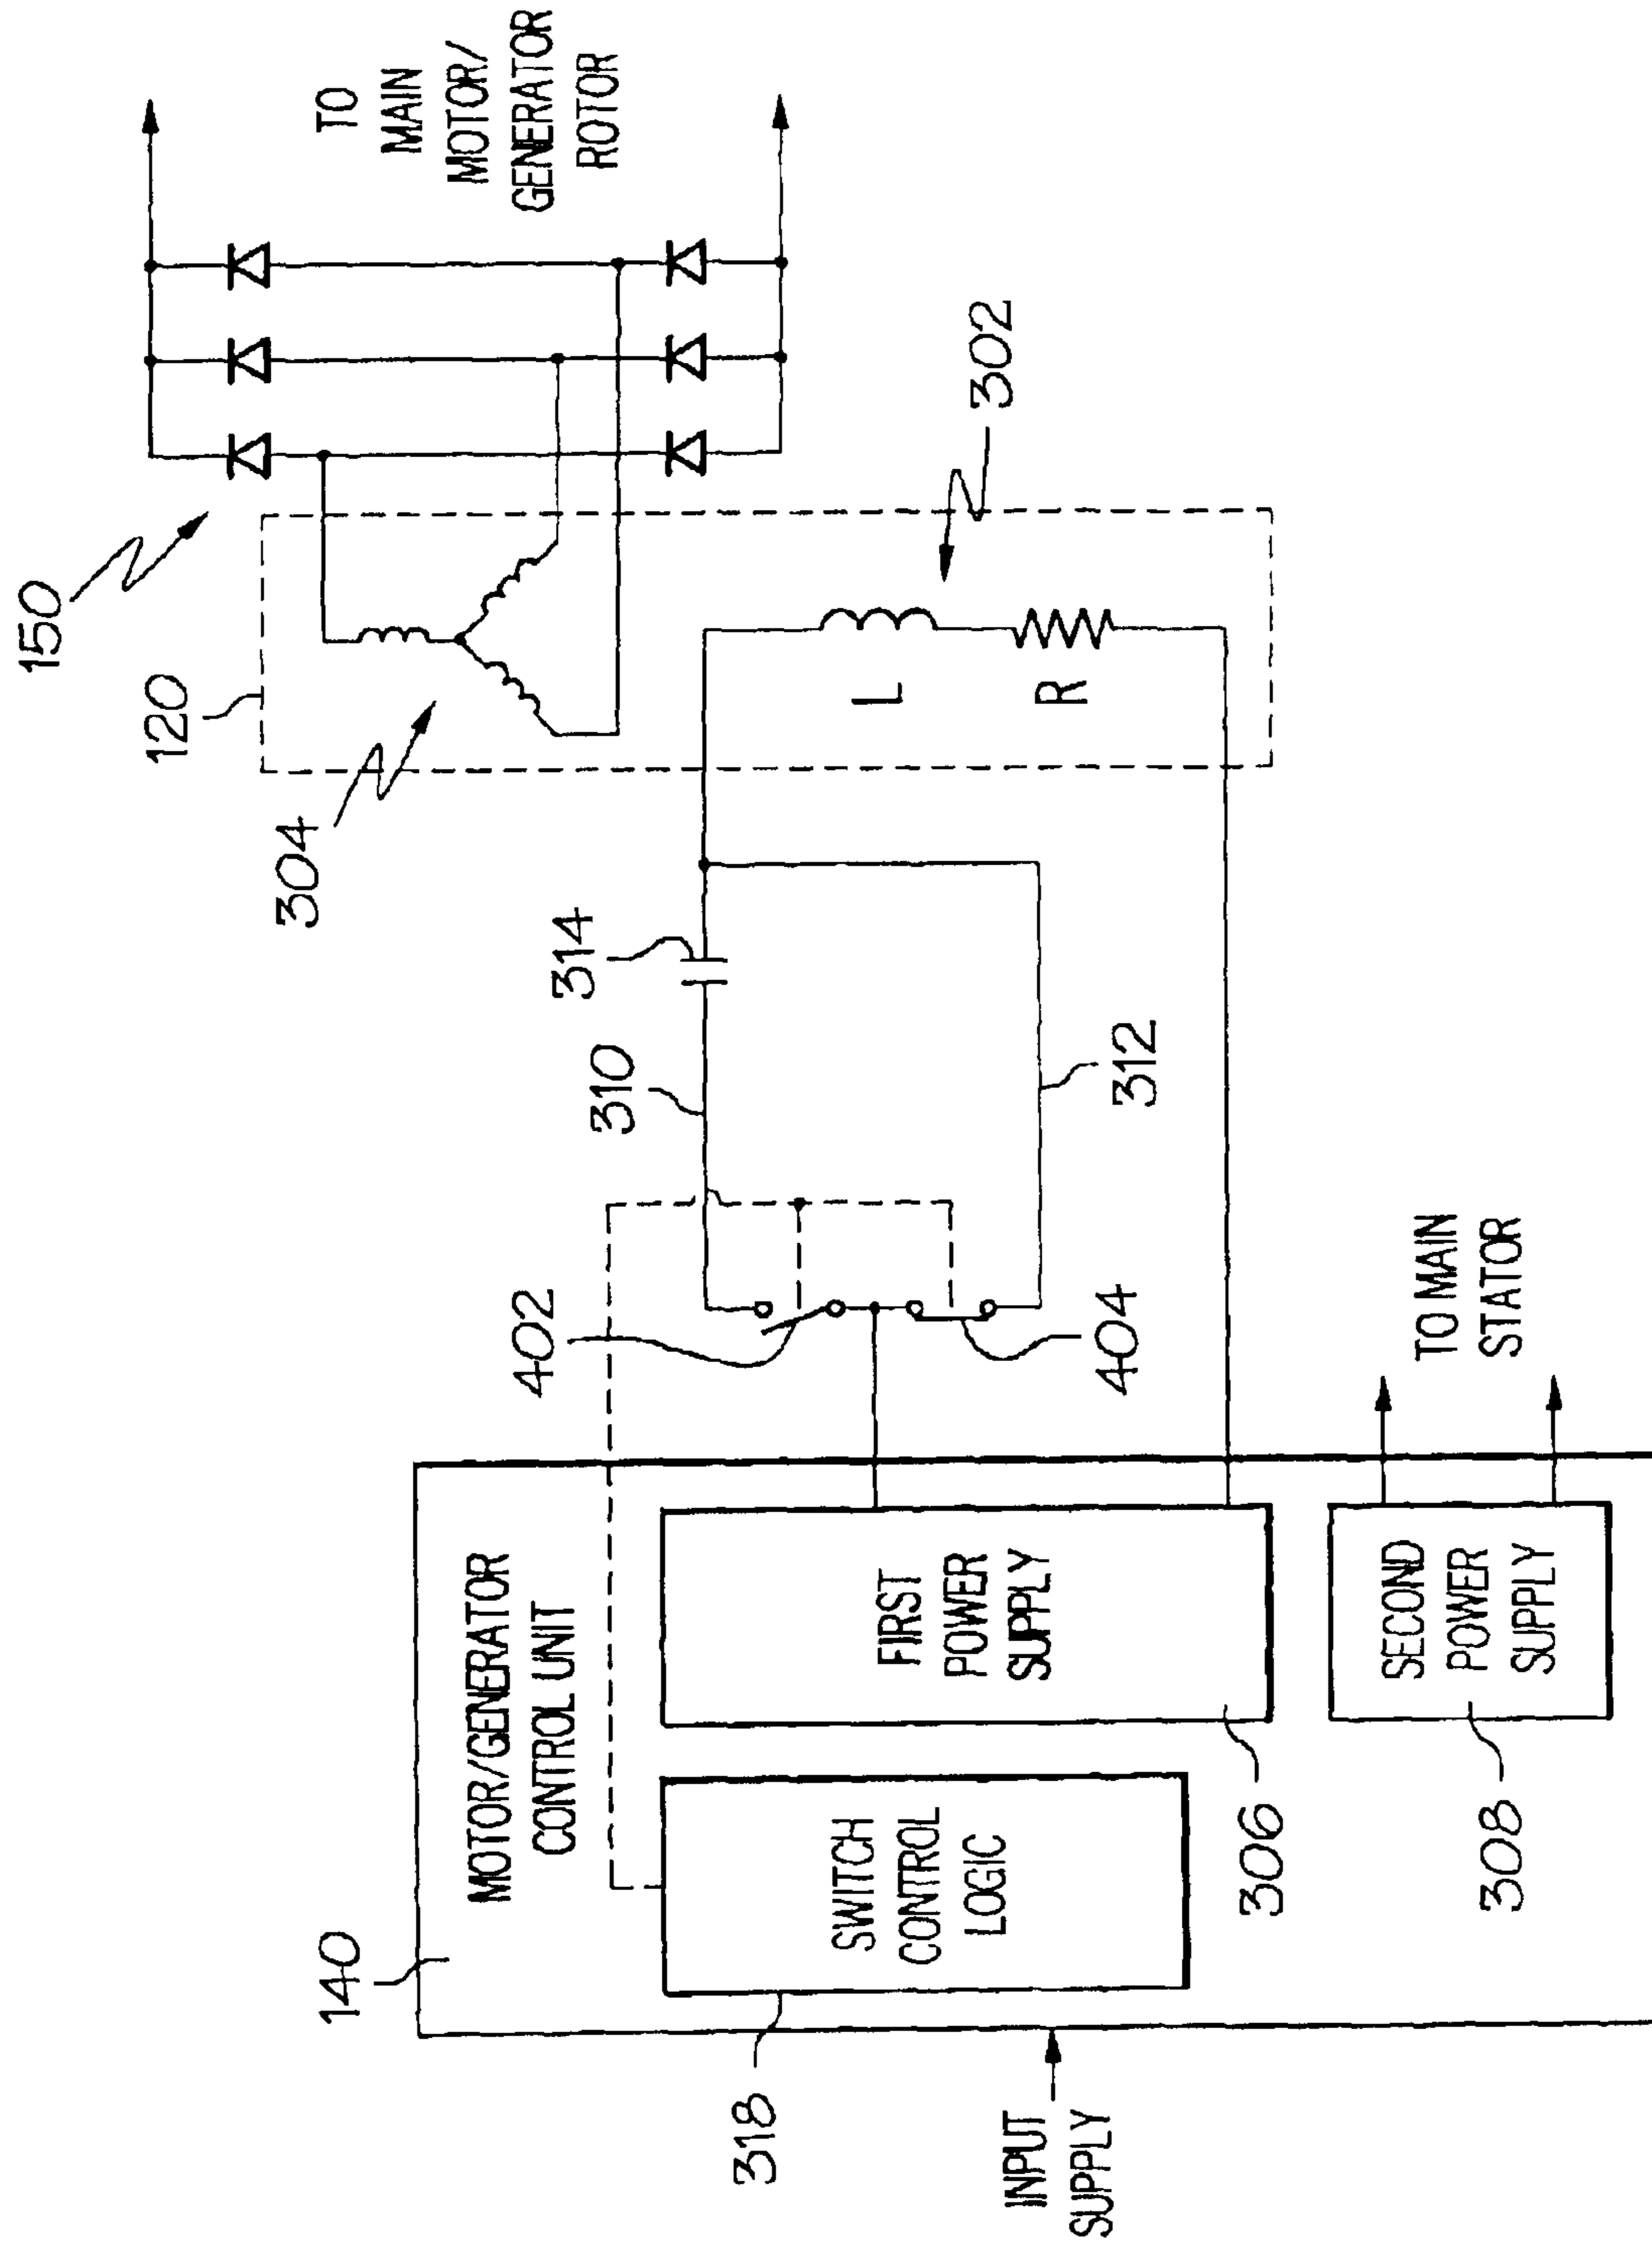 140
MOTOR/GENERATOR
CONTROL UNIT
318
SWITCH
CONTROL
LOGIC
INPUT
SUPPLY
FIRST
POWER
SUPPLY
306
SECOND
POWER
SUPPLY
308
TO MAIN
STATOR
402
404
310
314
312
304
120
150
L
R
302
TO
MAIN
MOTOR/
GENERATOR
ROTOR